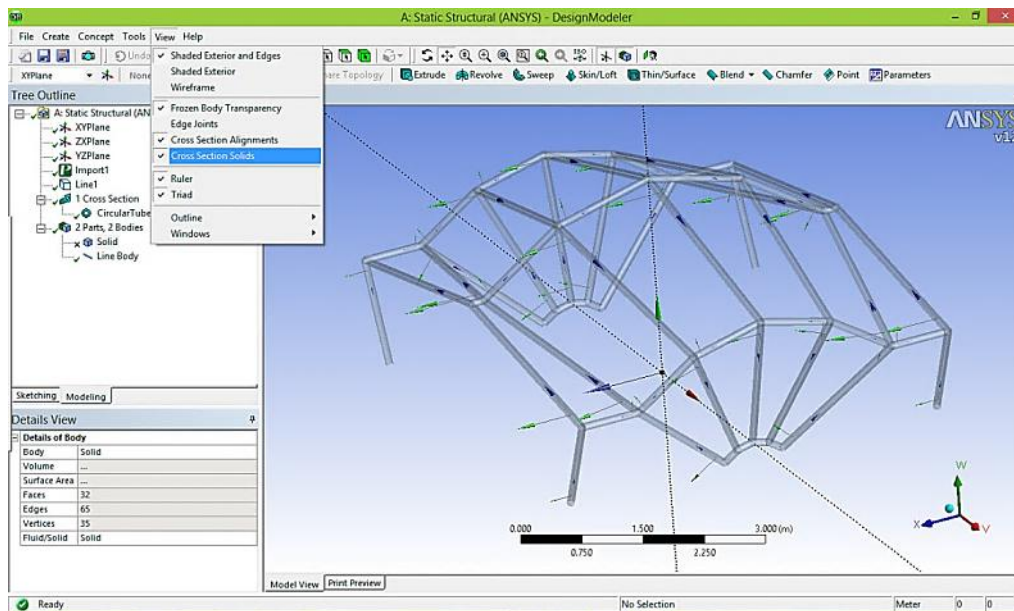 A: Static Structural (ANSYS) - DesignModeler
File Create Concept Tools View Help
Undo
XYPlane None Share Topology Extrude Revolve Sweep Skin/Loft Thin/Surface Blend Chamfer Point Parameters
Shaded Exterior and Edges
Shaded Exterior
Wireframe
Frozen Body Transparency
Edge Joints
Cross Section Alignments
Cross Section Solids
Ruler
Triad
Outline
Windows
Tree Outline
A: Static Structural (AN
XYPlane
ZXPlane
YZPlane
Import1
Line1
1 Cross Section
CircularTube
2 Parts, 2 Bodies
Solid
Line Body
Sketching Modeling
Details View
Details of Body
Body Solid
Volume ...
Surface Area ...
Faces 32
Edges 65
Vertices 35
Fluid/Solid Solid
ANSYS
0.000 1.500 3.000 (m)
0.750 2.250
W
X
V
Model View Print Preview
Ready No Selection Meter 0 0